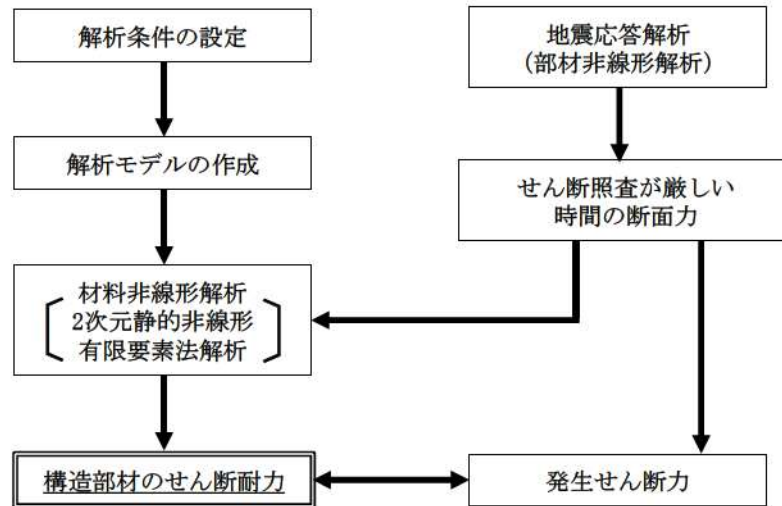 解析条件の設定
地震応答解析
（部材非線形解析）
解析モデルの作成
せん断照査が厳しい
時間の断面力
材料非線形解析
2次元静的非線形
有限要素法解析
構造部材のせん断耐力
発生せん断力